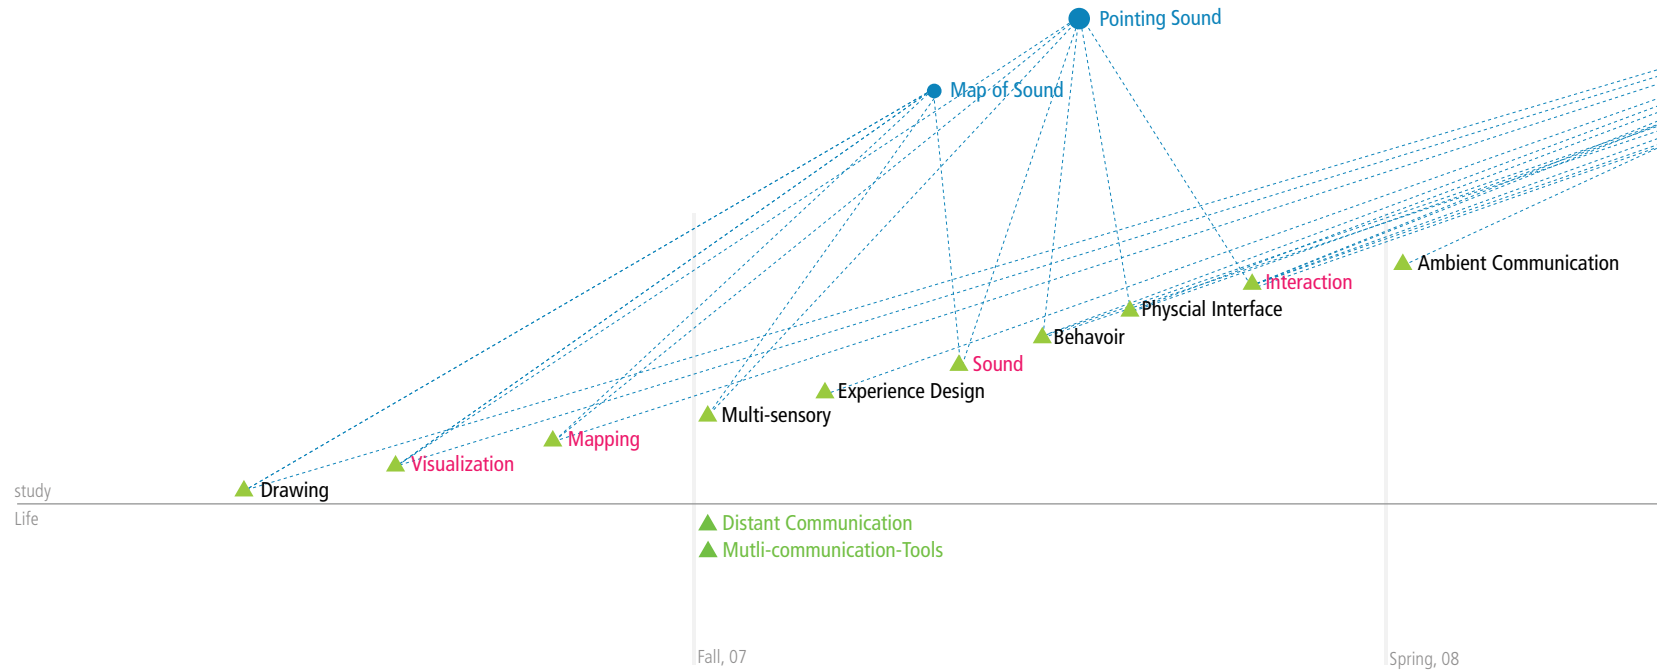 Pointing Sound
Map of Sound
Ambient Communication
Interaction
Physcial Interface
Behavoir
Sound
Experience Design
Multi-sensory
Mapping
Visualization
Drawing
study
Life
Distant Communication
Mutli-communication-Tools
Fall, 07
Spring, 08